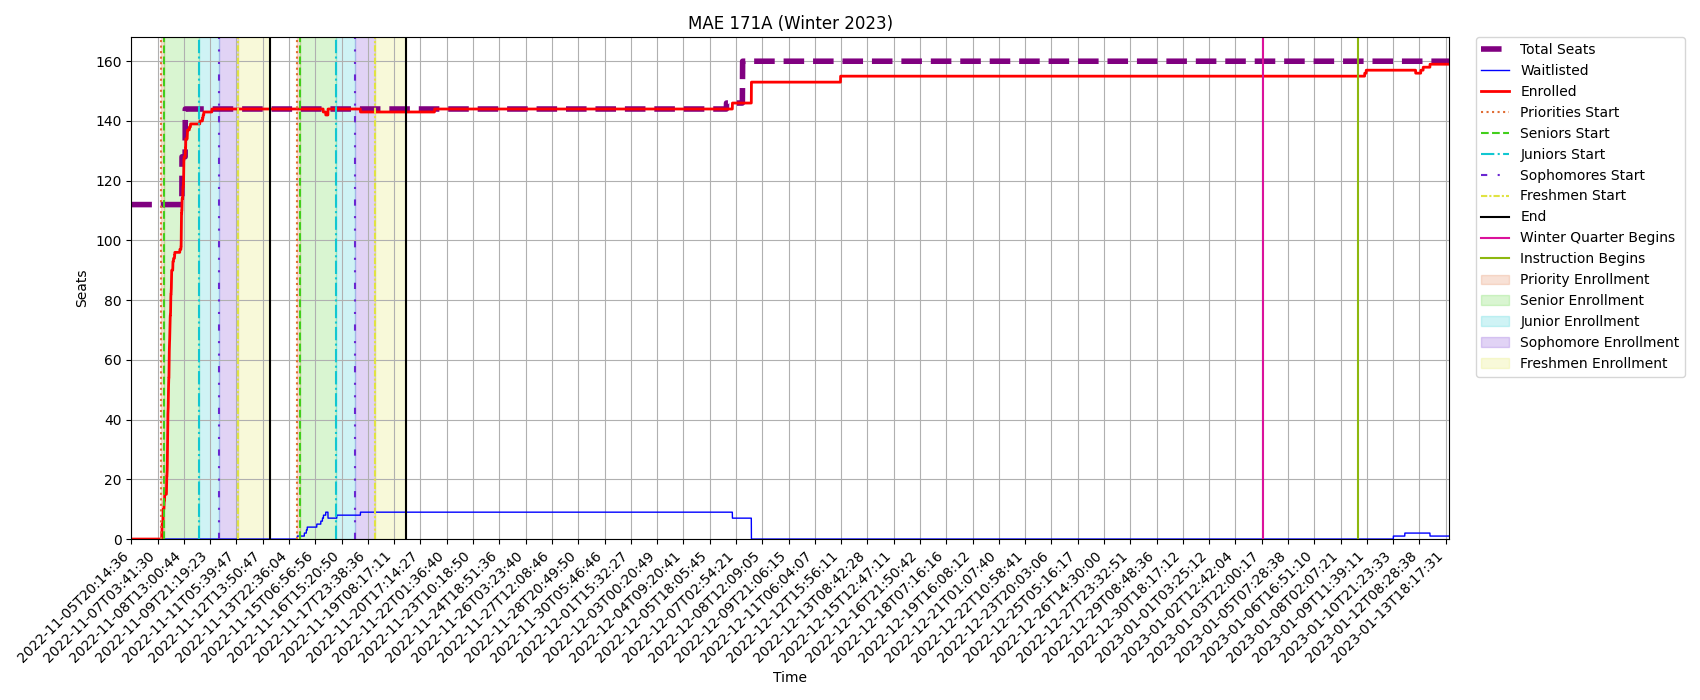 MAE 171A (Winter 2023)
Seats
160
140
120
100
80
60
40
20
0
2022-11-05T20:14:36
2022-11-07T03:41:30
2022-11-08T13:00:44
2022-11-09T21:19:23
2022-11-11T05:39:47
2022-11-12T13:50:47
2022-11-13T22:36:04
2022-11-15T06:56:56
2022-11-16T15:20:50
2022-11-17T23:38:36
2022-11-19T08:17:11
2022-11-20T17:14:27
2022-11-22T01:36:40
2022-11-23T10:18:50
2022-11-24T18:51:36
2022-11-26T03:23:40
2022-11-27T12:08:46
2022-11-28T20:49:50
2022-11-30T05:46:46
2022-12-01T15:32:27
2022-12-03T00:20:49
2022-12-04T09:20:41
2022-12-05T18:05:45
2022-12-07T02:54:21
2022-12-08T12:09:05
2022-12-09T21:06:15
2022-12-11T06:04:07
2022-12-12T15:56:11
2022-12-13T18:42:28
2022-12-15T12:47:11
2022-12-16T21:50:42
2022-12-18T07:16:16
2022-12-19T16:08:12
2022-12-21T01:07:40
2022-12-22T10:58:41
2022-12-23T20:03:06
2022-12-25T05:16:17
2022-12-26T14:30:00
2022-12-27T23:32:51
2022-12-29T08:48:36
2022-12-30T18:17:12
2023-01-01T03:25:12
2023-01-02T12:42:04
2023-01-03T22:00:17
2023-01-05T07:28:38
2023-01-06T16:51:10
2023-01-08T02:07:21
2023-01-09T11:39:11
2023-01-10T21:23:33
2023-01-12T08:28:38
2023-01-13T18:17:31
Time
Total Seats
Waitlisted
Enrolled
Priorities Start
Seniors Start
Juniors Start
Sophomores Start
Freshmen Start
End
Winter Quarter Begins
Instruction Begins
Priority Enrollment
Senior Enrollment
Junior Enrollment
Sophomore Enrollment
Freshmen Enrollment